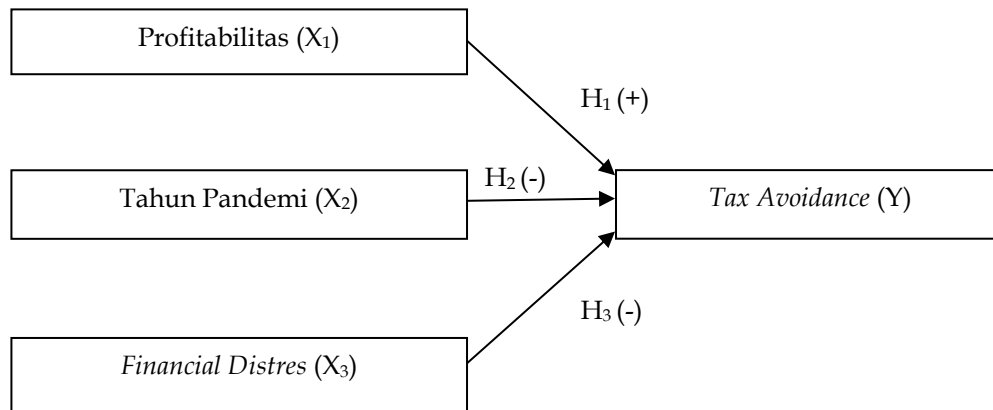 Profitabilitas (X₁)
H₁ (+)
Tahun Pandemi (X₂)
H₂ (-)
Tax Avoidance (Y)
H₃ (-)
Financial Distres (X₃)